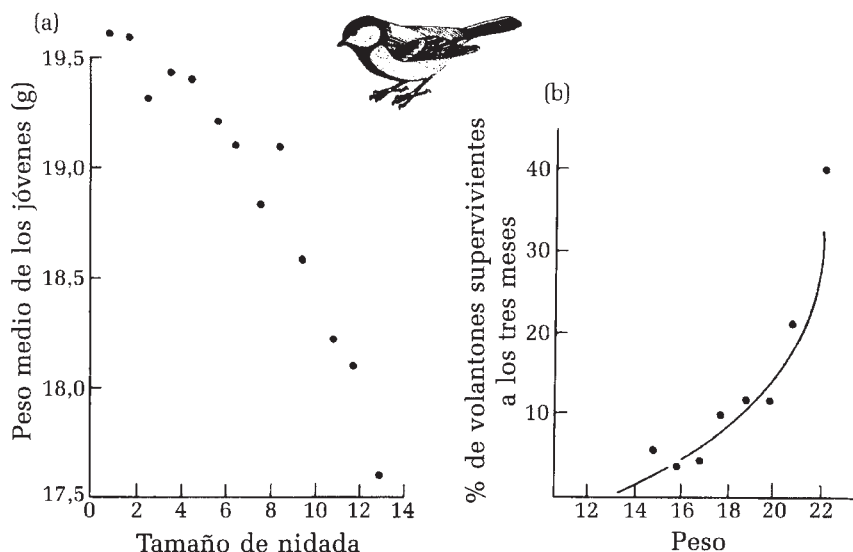 (a)
Peso medio de los jóvenes (g)
19,5
19,0
18,5
18,0
17,5
0 2 4 6 8 10 12 14
Tamaño de nidada
(b)
% de volantones supervivientes
a los tres meses
40
30
20
10
12 14 16 18 20 22
Peso